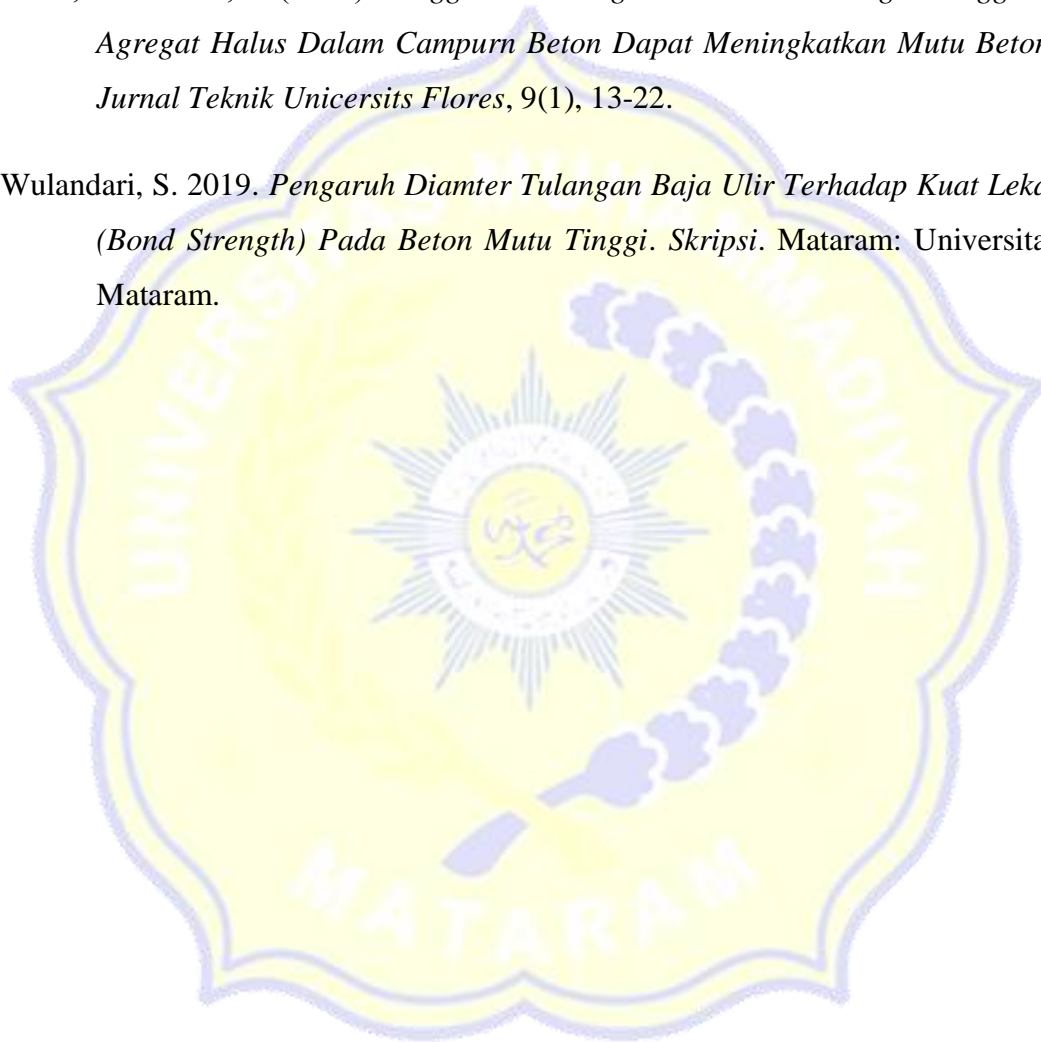 Agregat Halus Dalam Campurn Beton Dapat Meningkatkan Mutu Beton
Jurnal Teknik Unicersits Flores, 9(1), 13-22.
Wulandari, S. 2019. Pengaruh Diamter Tulangan Baja Ulir Terhadap Kuat Leka
(Bond Strength) Pada Beton Mutu Tinggi. Skripsi. Mataram: Universita
Mataram.
UNIVERSITAS MUHAMMADIYAH
MATARAM